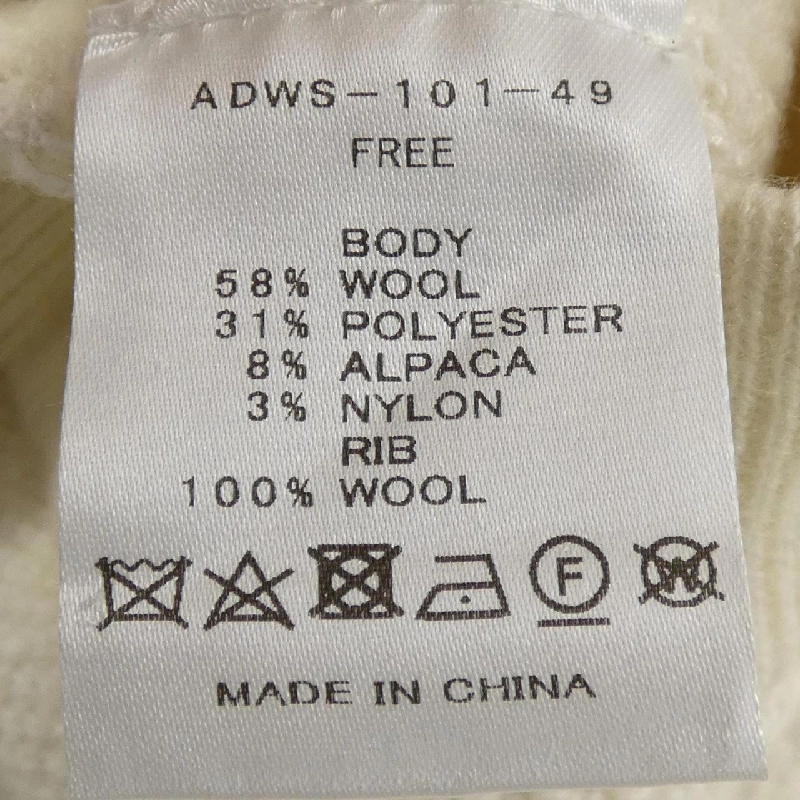 ADWS-101-49
FREE
BODY
58% WOOL
31% POLYESTER
8% ALPACA
3% NYLON
RIB
100% WOOL
F W
MADE IN CHINA